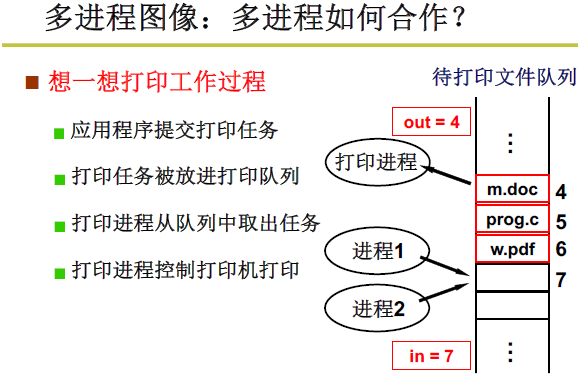 多进程图像：多进程如何合作？
想一想打印工作过程
应用程序提交打印任务
打印任务被放进打印队列
打印进程从队列中取出任务
打印进程控制打印机打印
待打印文件队列
out = 4
打印进程
m.doc 4
prog.c 5
w.pdf 6
进程1
7
进程2
in = 7